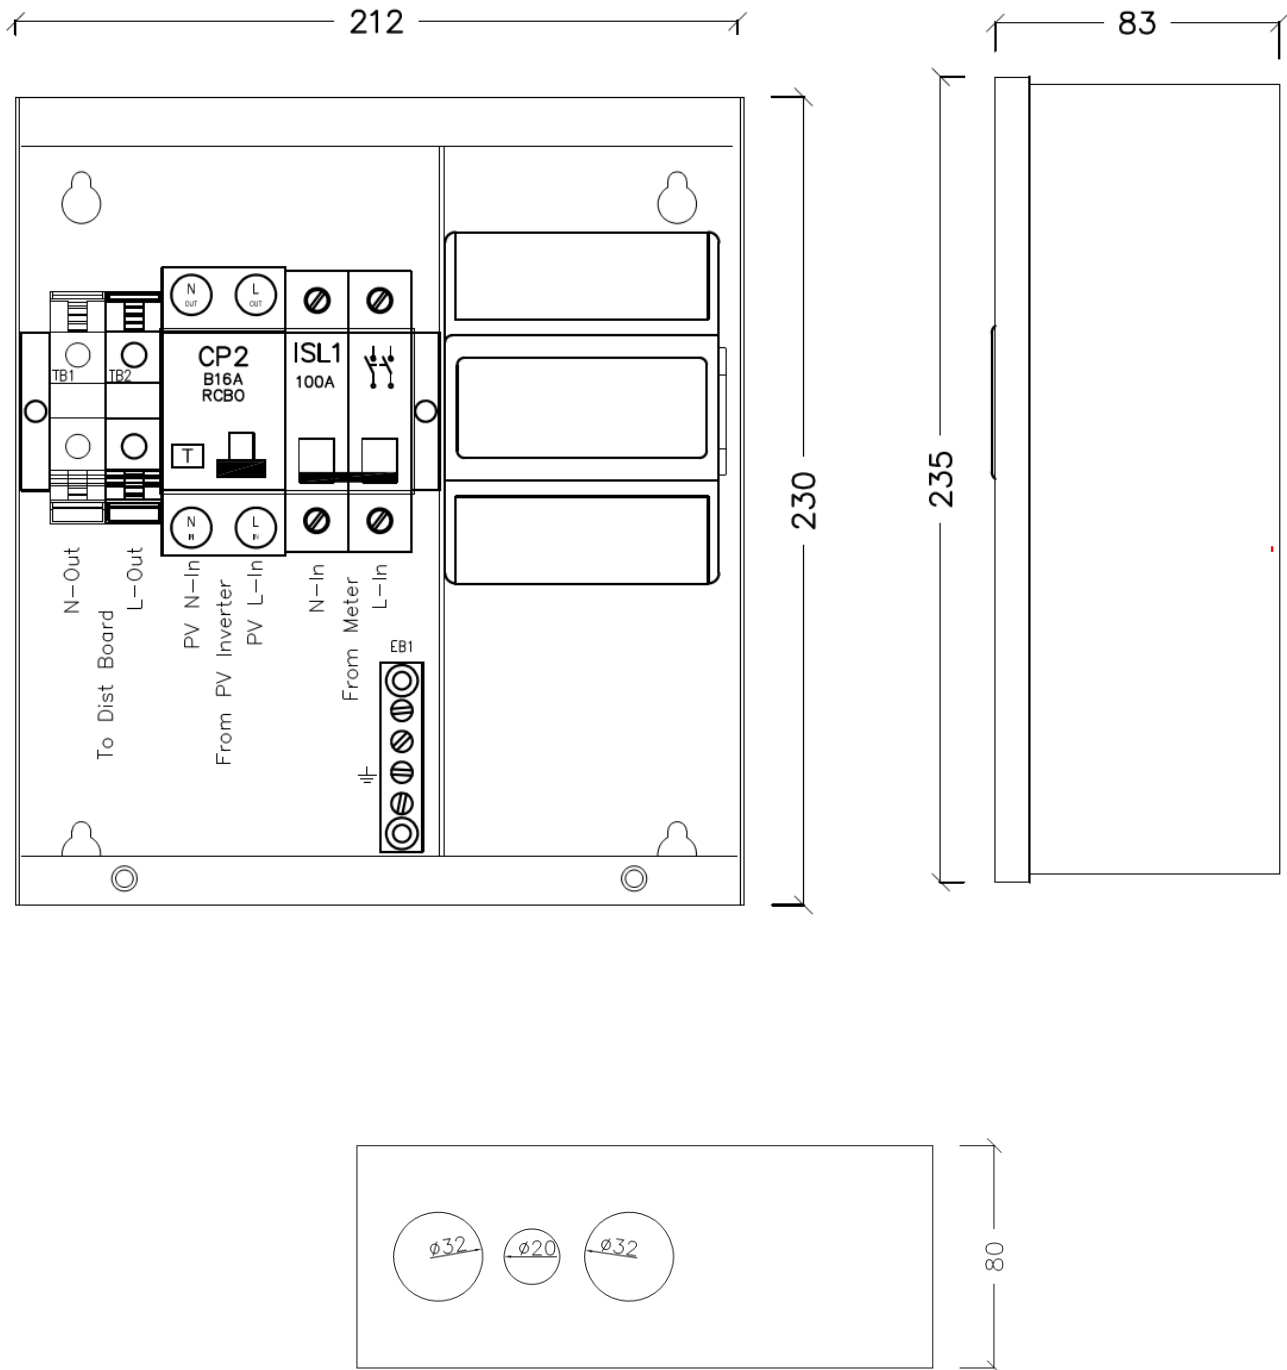 212
83
N
OUT
L
OUT
CP2
B16A
RCBO
ISL1
100A
TB1
TB2
T
N
IN
L
IN
230
235
N-Out
L-Out
To Dist Board
PV N-In
From PV Inverter
PV L-In
N-In
From Meter
L-In
EB1
ø32
ø20
ø32
80